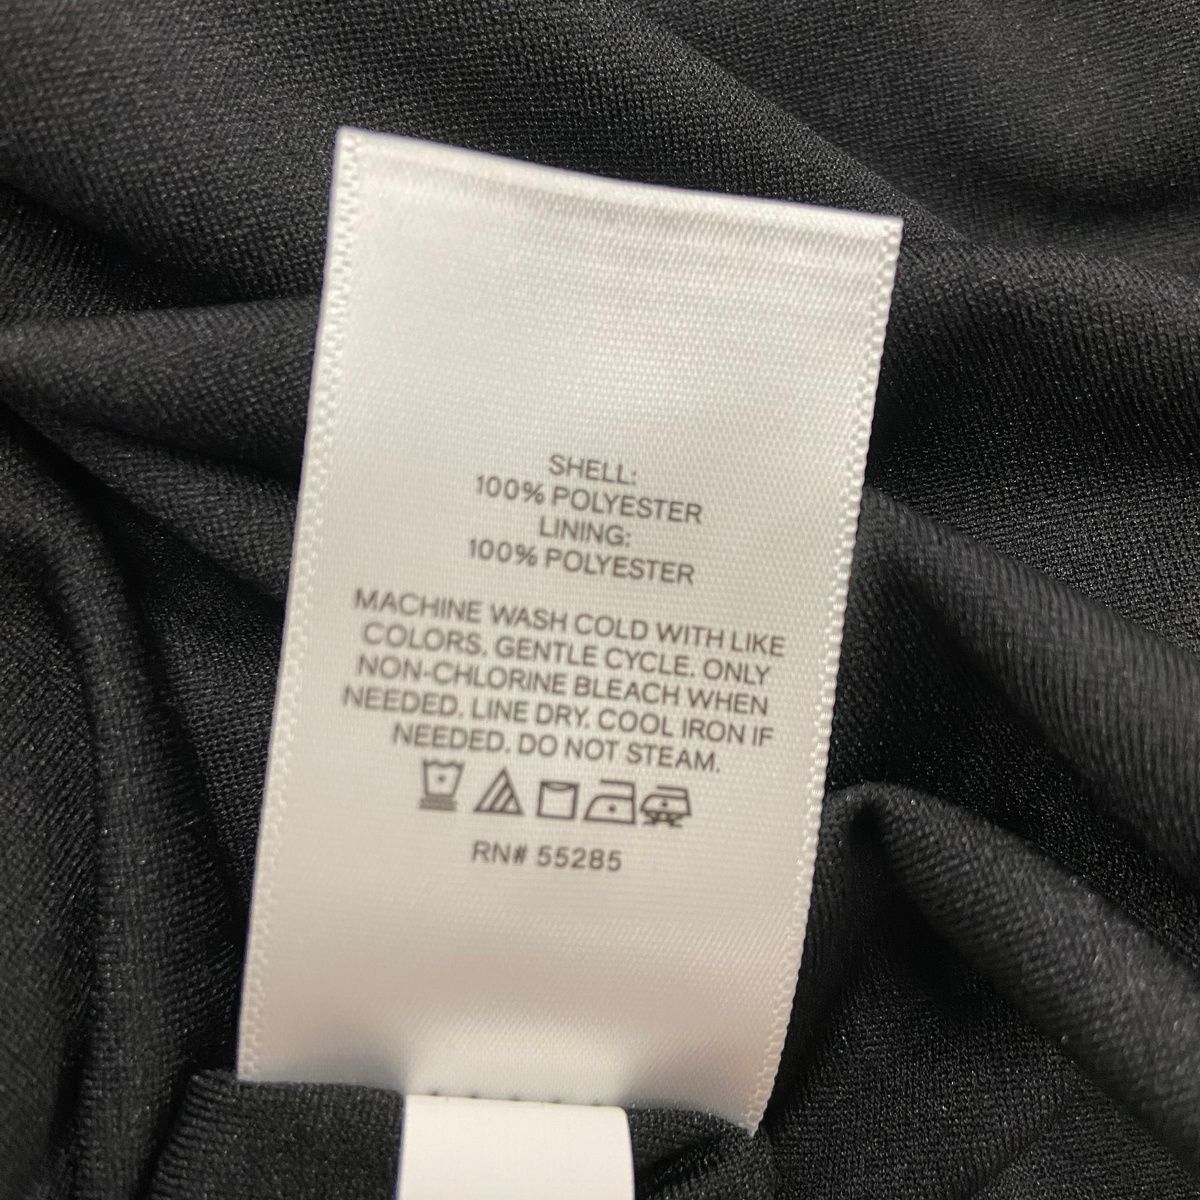 SHELL:
100% POLYESTER
LINING:
100% POLYESTER
MACHINE WASH COLD WITH LIKE
COLORS. GENTLE CYCLE. ONLY
NON-CHLORINE BLEACH WHEN
NEEDED. LINE DRY. COOL IRON IF
NEEDED. DO NOT STEAM.
RN# 55285